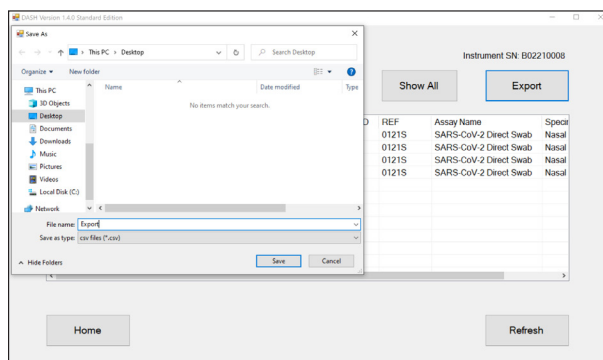 DASH Version 1.4.0 Standard Edition
Save As
This PC > Desktop
Search Desktop
Instrument SN: B02210008
Organize New folder
Show All Export
Name Date modified Type
This PC
3D Objects
Desktop
Documents
Downloads
Music
Pictures
Videos
Local Disk (C:)
Network
No items match your search.
D REF Assay Name Speci
0121S SARS-CoV-2 Direct Swab Nasal
0121S SARS-CoV-2 Direct Swab Nasal
0121S SARS-CoV-2 Direct Swab Nasal
0121S SARS-CoV-2 Direct Swab Nasal
File name: Export
Save as type: csv files (*.csv)
Hide Folders Save Cancel
Home Refresh